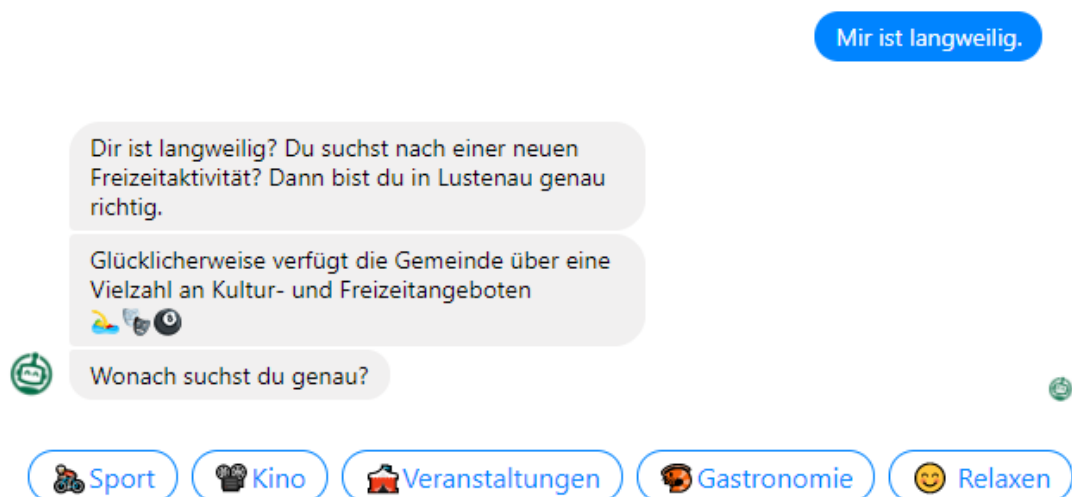 Mir ist langweilig.
Dir ist langweilig? Du suchst nach einer neuen
Freizeitaktivität? Dann bist du in Lustenau genau
richtig.
Glücklicherweise verfügt die Gemeinde über eine
Vielzahl an Kultur- und Freizeitangeboten
Wonach suchst du genau?
Sport Kino Veranstaltungen Gastronomie Relaxen